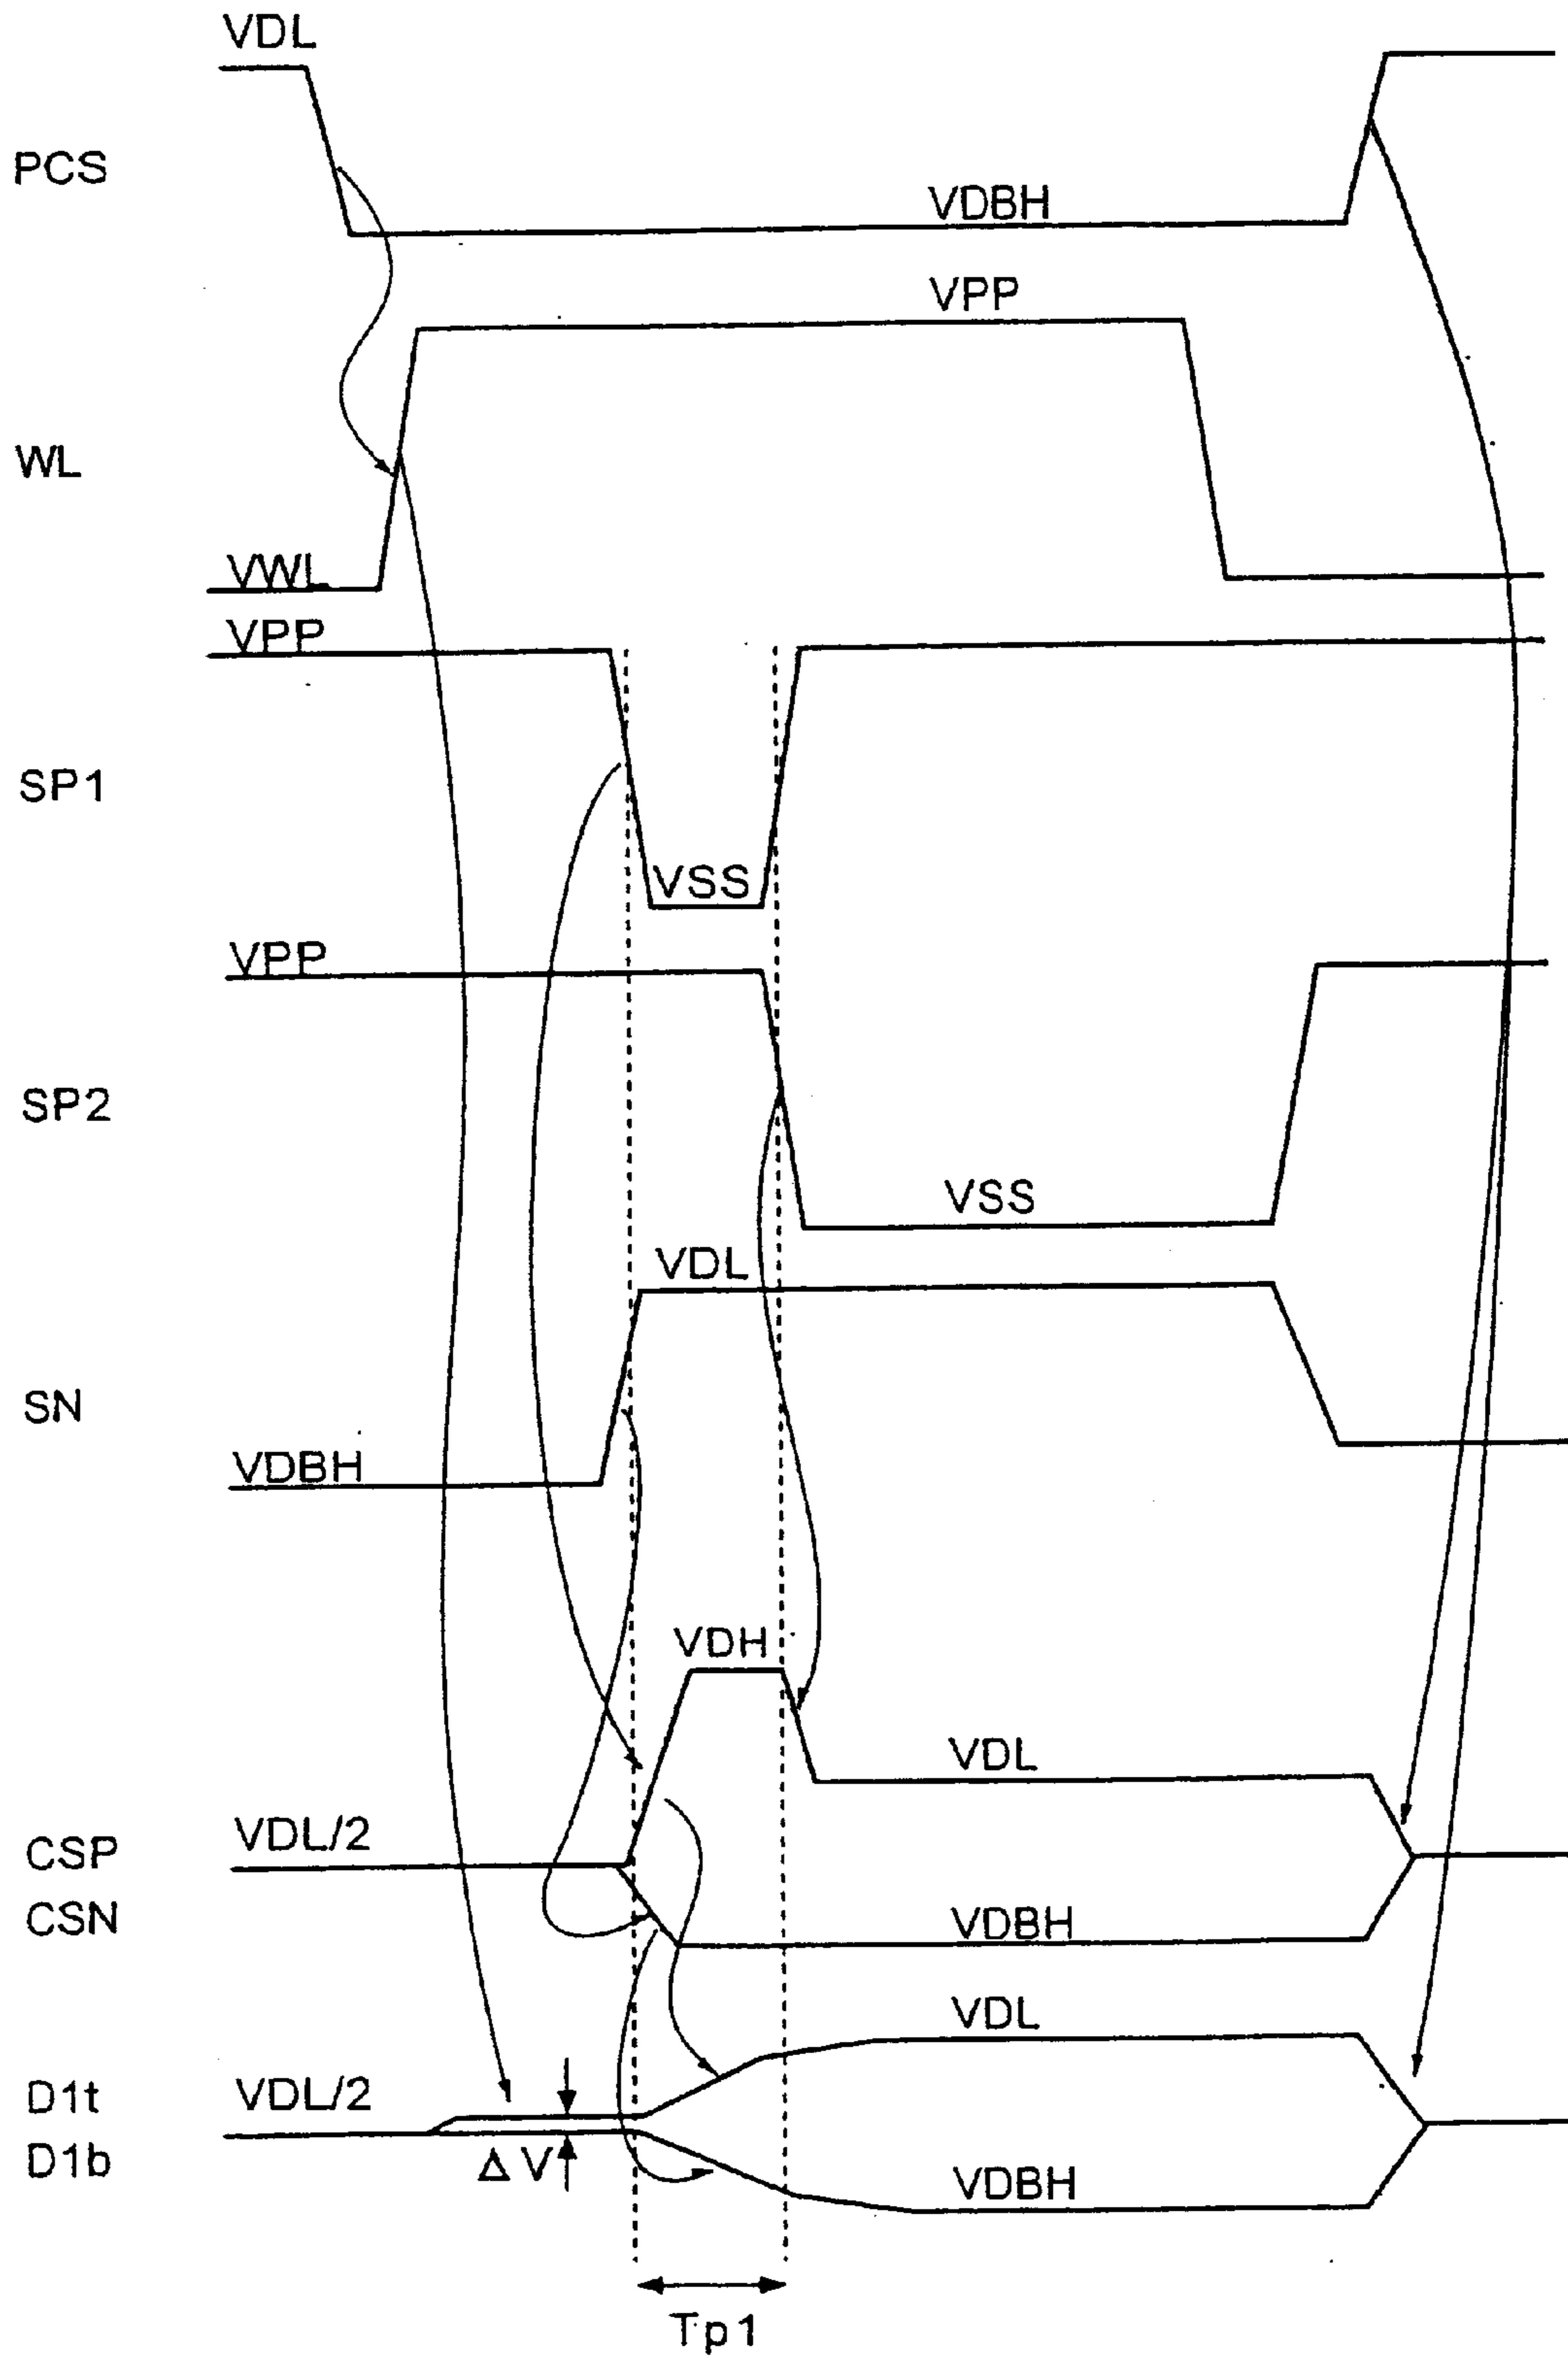 VDL
PCS
VDBH
VPP
WL
VWL
VPP
SP1
VSS
VPP
SP2
VSS
VDL
SN
VDBH
VDH
VDL
VDL/2
CSP
CSN
VDBH
VDL
D1t
VDL/2
D1b
ΔV
VDBH
Tp1